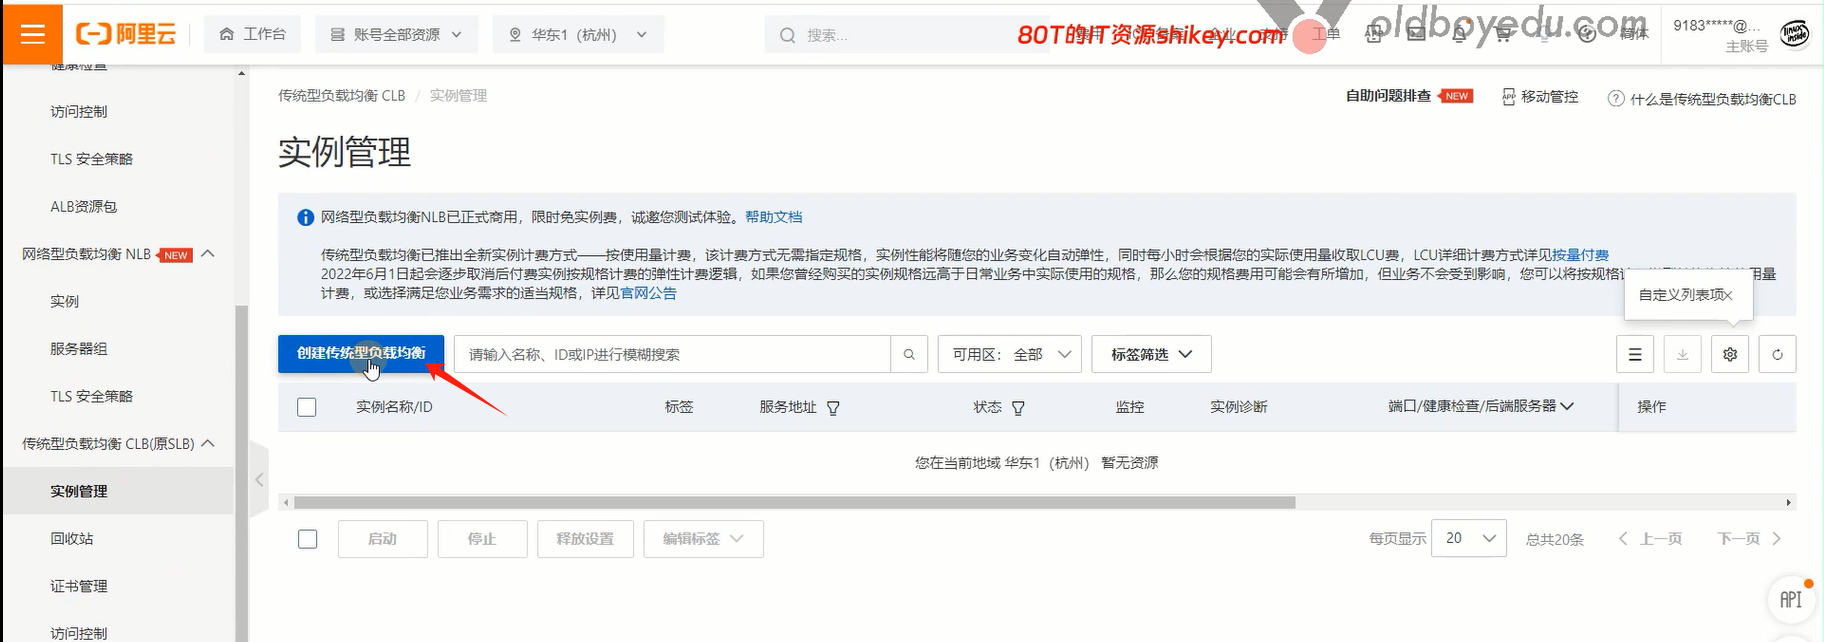 阿里云 工作台 账号全部资源 华东1（杭州） 搜索... 工单 简体 9183*****@...
主账号
80T的IT资源shikey.com
oldboyedu.com
健康检查
访问控制
TLS 安全策略
ALB资源包
网络型负载均衡 NLB NEW
实例
服务器组
TLS 安全策略
传统型负载均衡 CLB(原SLB)
实例管理
回收站
证书管理
访问控制
传统型负载均衡 CLB / 实例管理
自助问题排查 NEW 移动管控 什么是传统型负载均衡CLB
实例管理
网络型负载均衡NLB已正式商用，限时免实例费，诚邀您测试体验。帮助文档
传统型负载均衡已推出全新实例计费方式——按使用量计费，该计费方式无需指定规格，实例性能将随您的业务变化自动弹性，同时每小时会根据您的实际使用量收取LCU费，LCU详细计费方式详见按量付费
2022年6月1日起会逐步取消后付费实例按规格计费的弹性计费逻辑，如果您曾经购买的实例规格远高于日常业务中实际使用的规格，那么您的规格费用可能会有所增加，但业务不会受到影响，您可以将按规格 用量
计费，或选择满足您业务需求的适当规格，详见官网公告
自定义列表项
创建传统型负载均衡 请输入名称、ID或IP进行模糊搜索 可用区： 全部 标签筛选
实例名称/ID 标签 服务地址 状态 监控 实例诊断 端口/健康检查/后端服务器 操作
您在当前地域 华东1（杭州） 暂无资源
启动 停止 释放设置 编辑标签 每页显示 20 总共20条 上一页 下一页
API